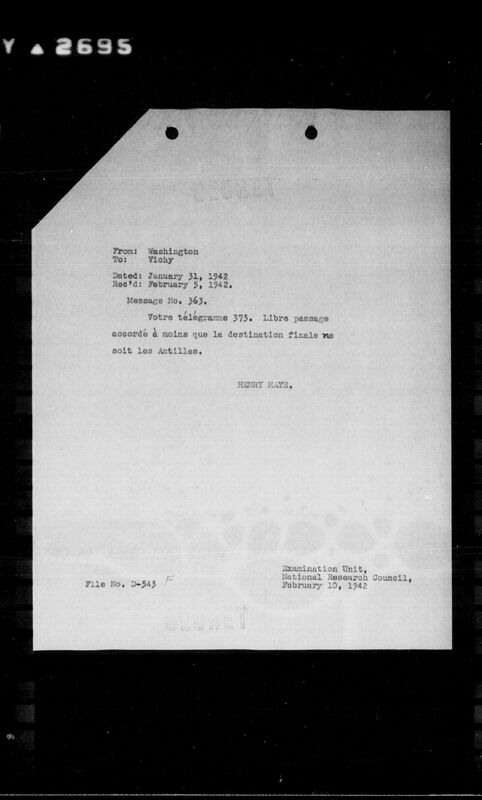 Y ▲ 2695
From: Washington
To: Vichy
Dated: January 31, 1942
Rec'd: February 5, 1942.
Message No. 363.
Votre télégramme 375. Libre passage
accordé à moins que la destination finale ne
soit les Antilles.
HENRY HAYE.
Examination Unit,
National Research Council,
February 10, 1942
File No. D-543 F